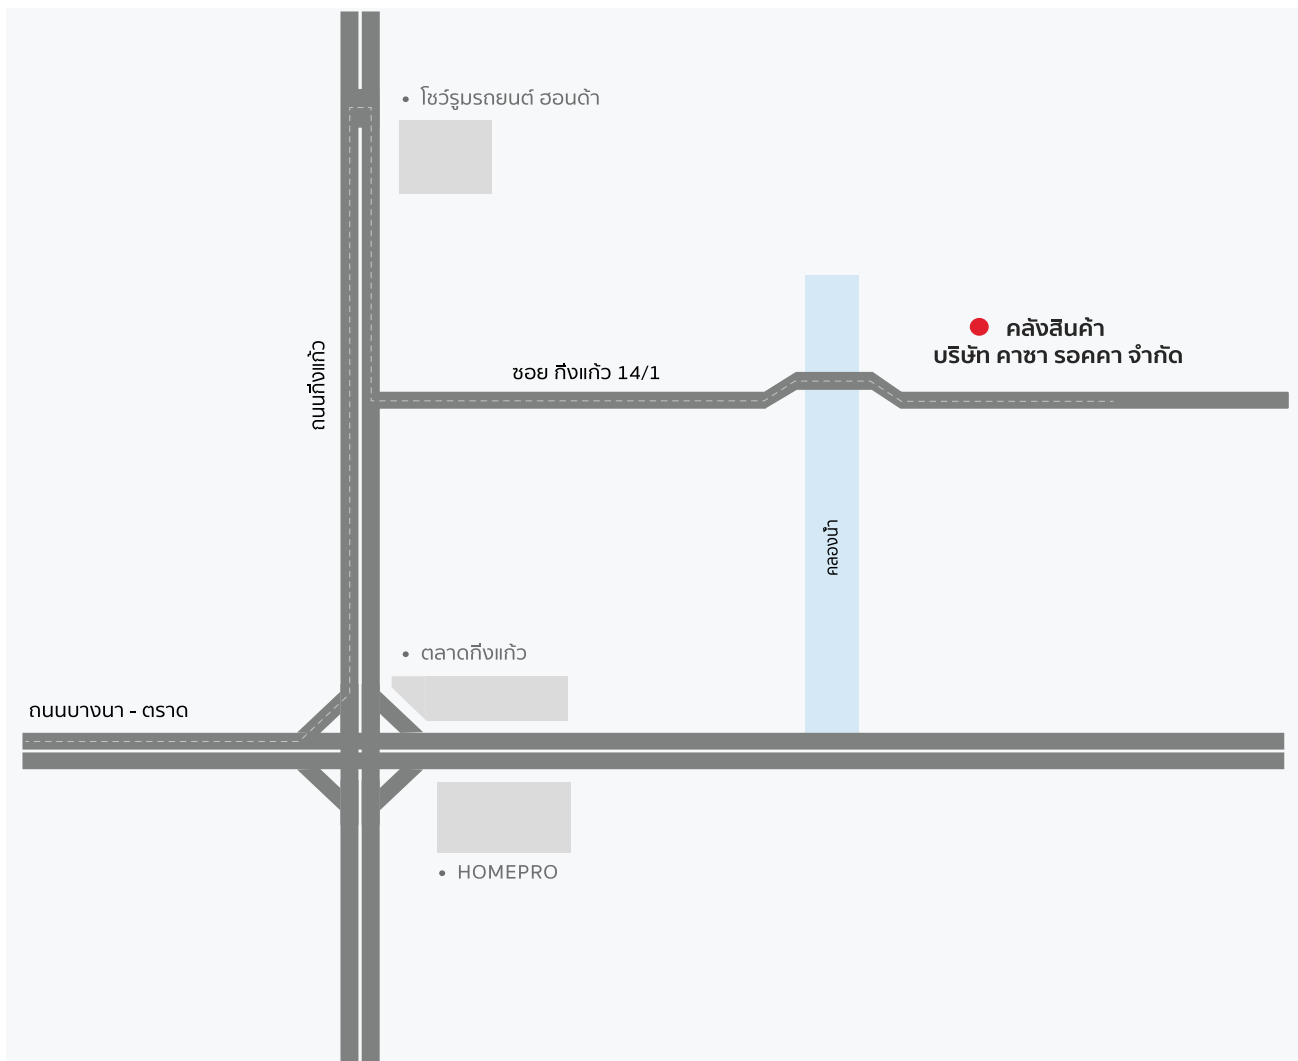 โชว์รูมรถยนต์ ฮอนด้า
คลังสินค้า
บริษัท คาซา รอคคา จำกัด
ถนนกิ่งแก้ว
ซอย กิ่งแก้ว 14/1
คลองน้ำ
ตลาดกิ่งแก้ว
ถนนบางนา - ตราด
HOMEPRO